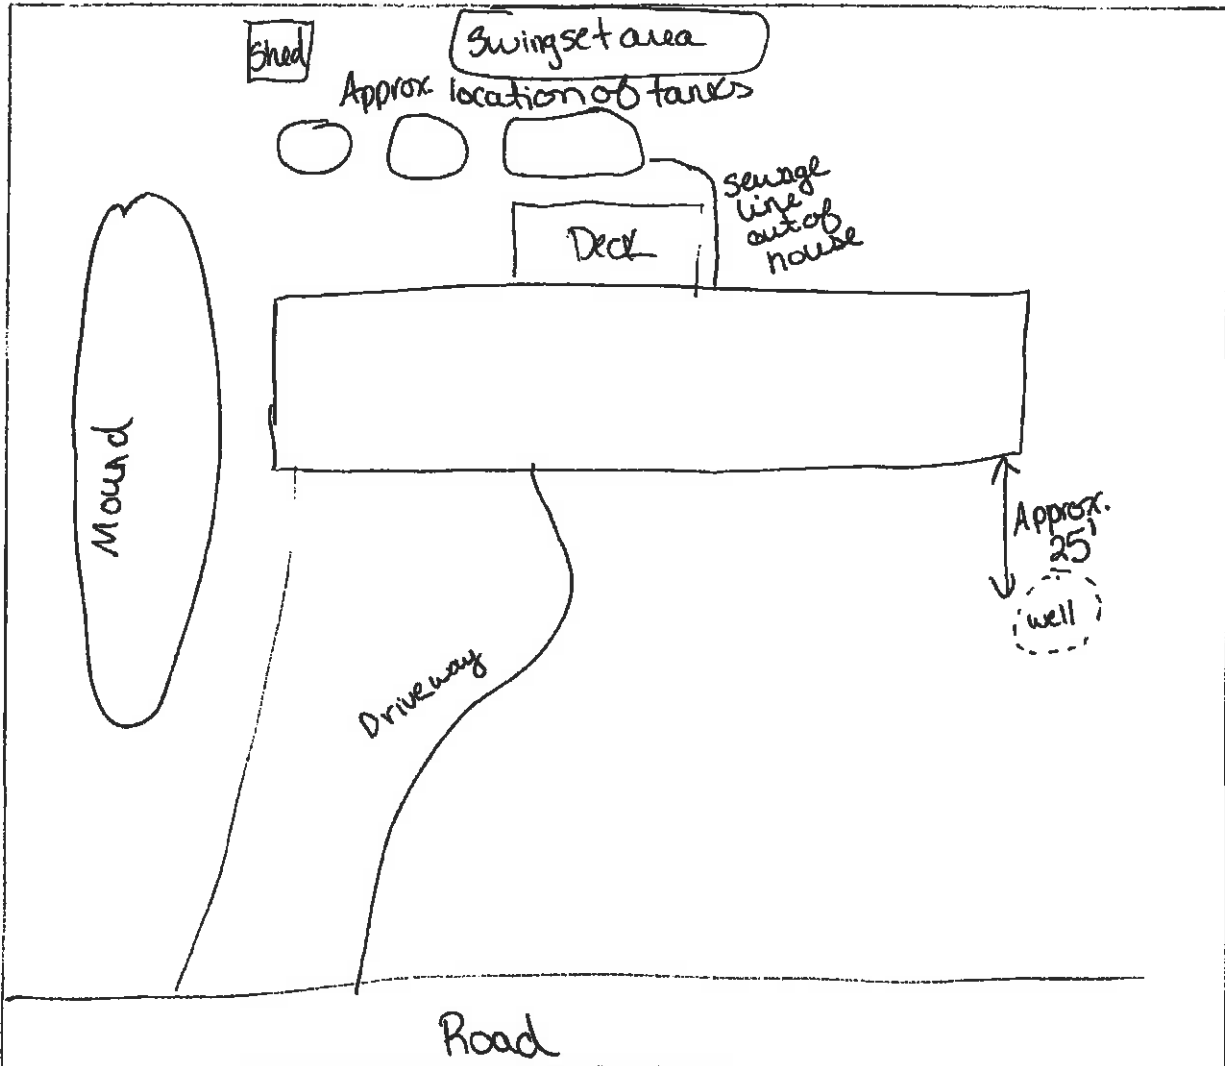 Shed
Swingset area
Approx. location of tanks
sewage
line
out of
house
Deck
Mound
Approx.
25'
well
Driveway
Road